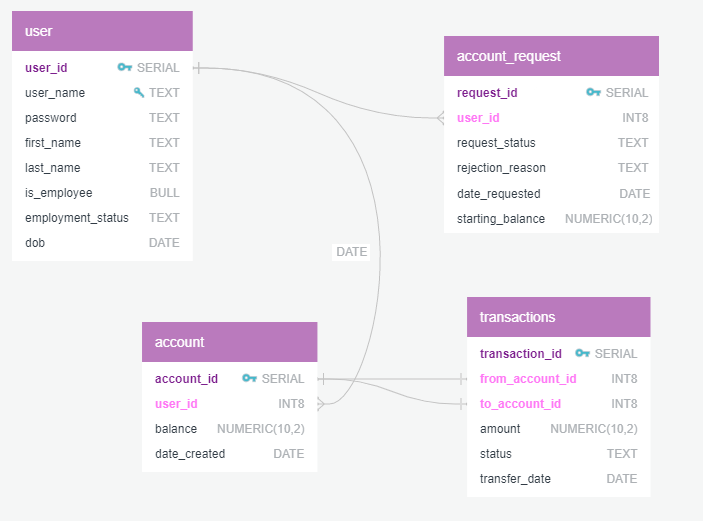 user
user_id SERIAL
user_name TEXT
password TEXT
first_name TEXT
last_name TEXT
is_employee BULL
employment_status TEXT
dob DATE
account_request
request_id SERIAL
user_id INT8
request_status TEXT
rejection_reason TEXT
date_requested DATE
starting_balance NUMERIC(10,2)
DATE
account
account_id SERIAL
user_id INT8
balance NUMERIC(10,2)
date_created DATE
transactions
transaction_id SERIAL
from_account_id INT8
to_account_id INT8
amount NUMERIC(10,2)
status TEXT
transfer_date DATE